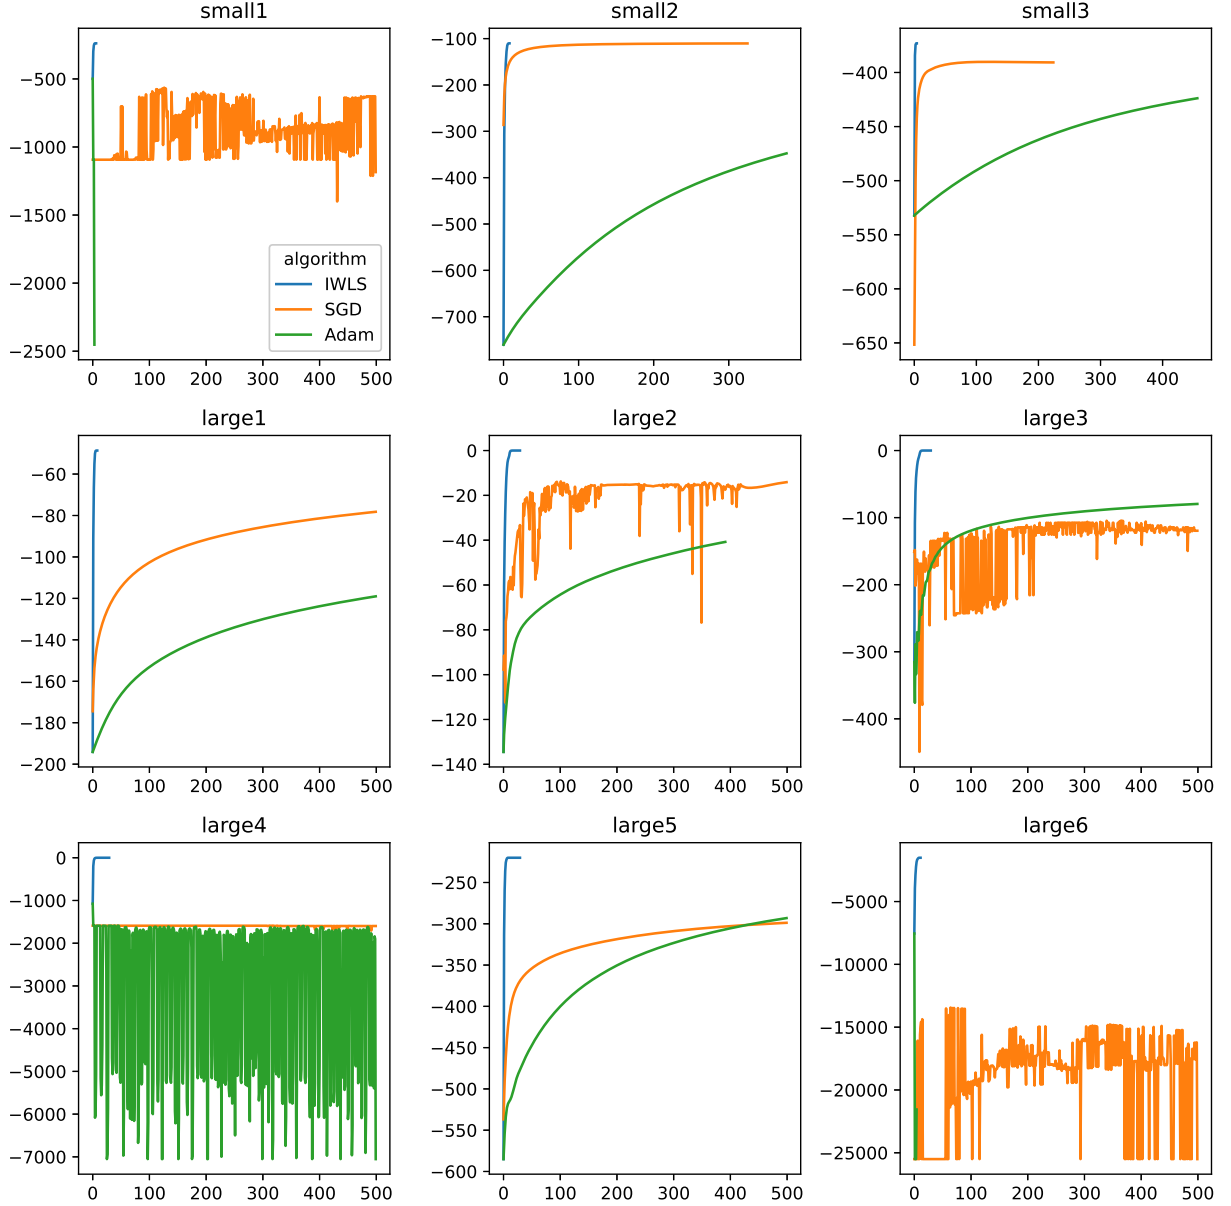 small1
−500
−1000
−1500
−2000
−2500
0 100 200 300 400 500
algorithm
IWLS
SGD
Adam
small2
−100
−200
−300
−400
−500
−600
−700
0 100 200 300
small3
−400
−450
−500
−550
−600
−650
0 100 200 300 400
large1
−60
−80
−100
−120
−140
−160
−180
−200
0 100 200 300 400 500
large2
0
−20
−40
−60
−80
−100
−120
−140
0 100 200 300 400 500
large3
0
−100
−200
−300
−400
0 100 200 300 400 500
large4
0
−1000
−2000
−3000
−4000
−5000
−6000
−7000
0 100 200 300 400 500
large5
−250
−300
−350
−400
−450
−500
−550
−600
0 100 200 300 400 500
large6
−5000
−10000
−15000
−20000
−25000
0 100 200 300 400 500